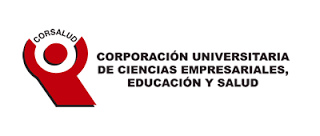 CORSALUD
CORPORACIÓN UNIVERSITARIA
DE CIENCIAS EMPRESARIALES,
EDUCACIÓN Y SALUD